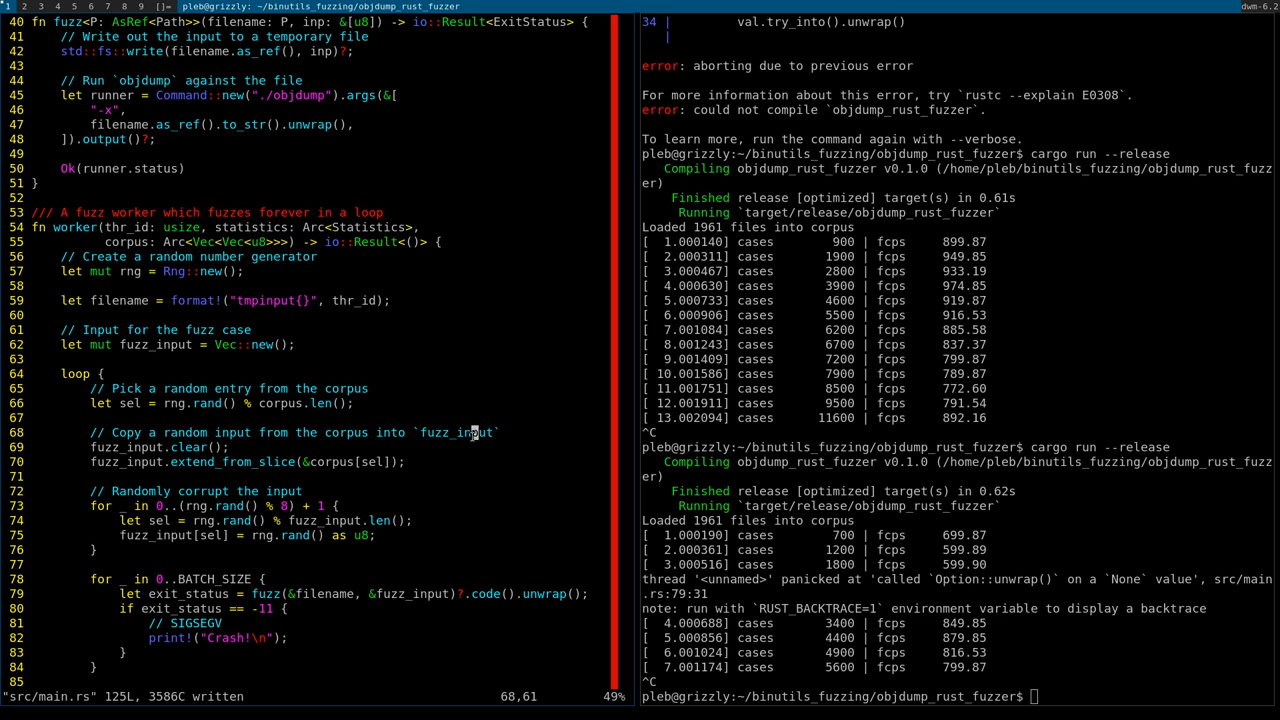 1 2 3 4 5 6 7 8 9 []= pleb@grizzly: ~/binutils_fuzzing/objdump_rust_fuzzer dwm-6.2
40 fn fuzz<P: AsRef<Path>>(filename: P, inp: &[u8]) -> io::Result<ExitStatus> {
41     // Write out the input to a temporary file
42     std::fs::write(filename.as_ref(), inp)?;
43
44     // Run `objdump` against the file
45     let runner = Command::new("./objdump").args(&[
46         "-x",
47         filename.as_ref().to_str().unwrap(),
48     ]).output()?;
49
50     Ok(runner.status)
51 }
52
53 /// A fuzz worker which fuzzes forever in a loop
54 fn worker(thr_id: usize, statistics: Arc<Statistics>,
55           corpus: Arc<Vec<Vec<u8>>>) -> io::Result<()> {
56     // Create a random number generator
57     let mut rng = Rng::new();
58
59     let filename = format!("tmpinput{}", thr_id);
60
61     // Input for the fuzz case
62     let mut fuzz_input = Vec::new();
63
64     loop {
65         // Pick a random entry from the corpus
66         let sel = rng.rand() % corpus.len();
67
68         // Copy a random input from the corpus into `fuzz_input`
69         fuzz_input.clear();
70         fuzz_input.extend_from_slice(&corpus[sel]);
71
72         // Randomly corrupt the input
73         for _ in 0..(rng.rand() % 8) + 1 {
74             let sel = rng.rand() % fuzz_input.len();
75             fuzz_input[sel] = rng.rand() as u8;
76         }
77
78         for _ in 0..BATCH_SIZE {
79             let exit_status = fuzz(&filename, &fuzz_input)?.code().unwrap();
80             if exit_status == -11 {
81                 // SIGSEGV
82                 print!("Crash!\n");
83             }
84         }
85
"src/main.rs" 125L, 3586C written 68,61 49%
34 |         val.try_into().unwrap()
   |
error: aborting due to previous error
For more information about this error, try `rustc --explain E0308`.
error: could not compile `objdump_rust_fuzzer`.
To learn more, run the command again with --verbose.
pleb@grizzly:~/binutils_fuzzing/objdump_rust_fuzzer$ cargo run --release
   Compiling objdump_rust_fuzzer v0.1.0 (/home/pleb/binutils_fuzzing/objdump_rust_fuzz
er)
    Finished release [optimized] target(s) in 0.61s
     Running `target/release/objdump_rust_fuzzer`
Loaded 1961 files into corpus
[  1.000140] cases        900 | fcps     899.87
[  2.000311] cases       1900 | fcps     949.85
[  3.000467] cases       2800 | fcps     933.19
[  4.000630] cases       3900 | fcps     974.85
[  5.000733] cases       4600 | fcps     919.87
[  6.000906] cases       5500 | fcps     916.53
[  7.001084] cases       6200 | fcps     885.58
[  8.001243] cases       6700 | fcps     837.37
[  9.001409] cases       7200 | fcps     799.87
[ 10.001586] cases       7900 | fcps     789.87
[ 11.001751] cases       8500 | fcps     772.60
[ 12.001911] cases       9500 | fcps     791.54
[ 13.002094] cases      11600 | fcps     892.16
^C
pleb@grizzly:~/binutils_fuzzing/objdump_rust_fuzzer$ cargo run --release
   Compiling objdump_rust_fuzzer v0.1.0 (/home/pleb/binutils_fuzzing/objdump_rust_fuzz
er)
    Finished release [optimized] target(s) in 0.62s
     Running `target/release/objdump_rust_fuzzer`
Loaded 1961 files into corpus
[  1.000190] cases        700 | fcps     699.87
[  2.000361] cases       1200 | fcps     599.89
[  3.000516] cases       1800 | fcps     599.90
thread '<unnamed>' panicked at 'called `Option::unwrap()` on a `None` value', src/main
.rs:79:31
note: run with `RUST_BACKTRACE=1` environment variable to display a backtrace
[  4.000688] cases       3400 | fcps     849.85
[  5.000856] cases       4400 | fcps     879.85
[  6.001024] cases       4900 | fcps     816.53
[  7.001174] cases       5600 | fcps     799.87
^C
pleb@grizzly:~/binutils_fuzzing/objdump_rust_fuzzer$